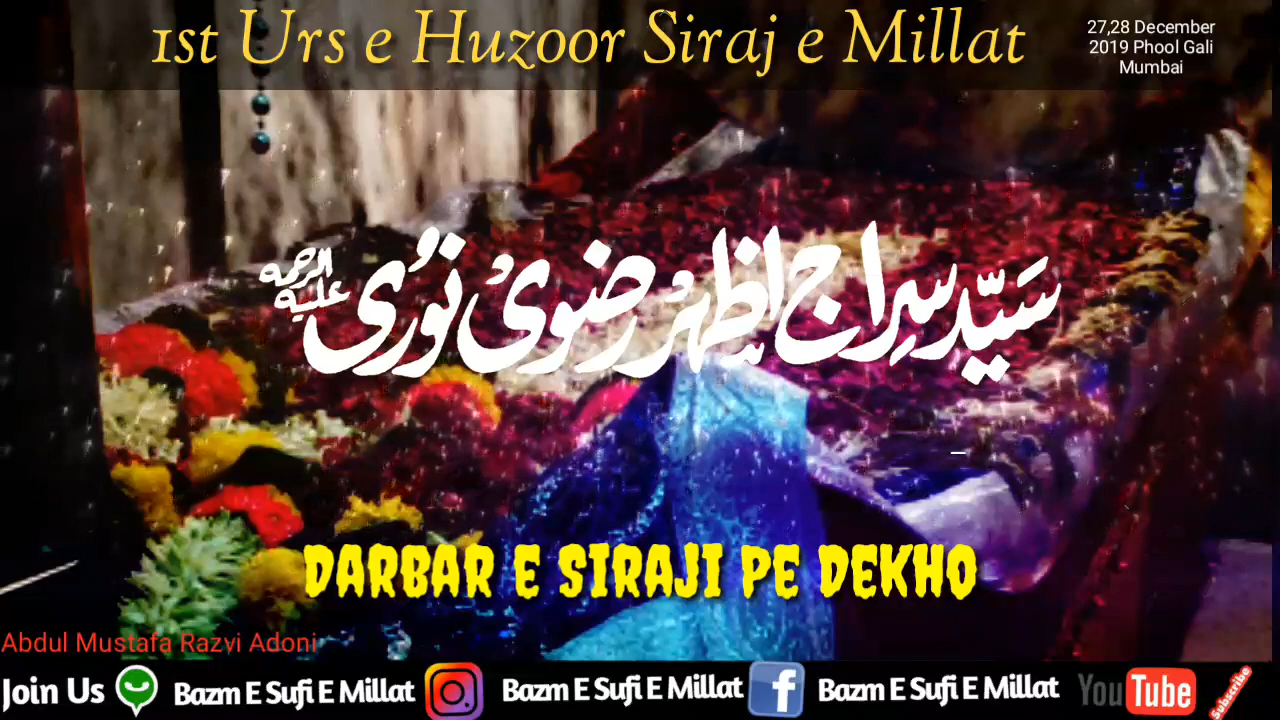 1st Urs e Huzoor Siraj e Millat
27,28 December
2019 Phool Gali
Mumbai
سَیِّد سِراج اظہر رضوی نوری علیہ الرحمہ
DARBAR E SIRAJI PE DEKHO
Abdul Mustafa Razvi Adoni
Join Us Bazm E Sufi E Millat Bazm E Sufi E Millat Bazm E Sufi E Millat YouTube Subscribe